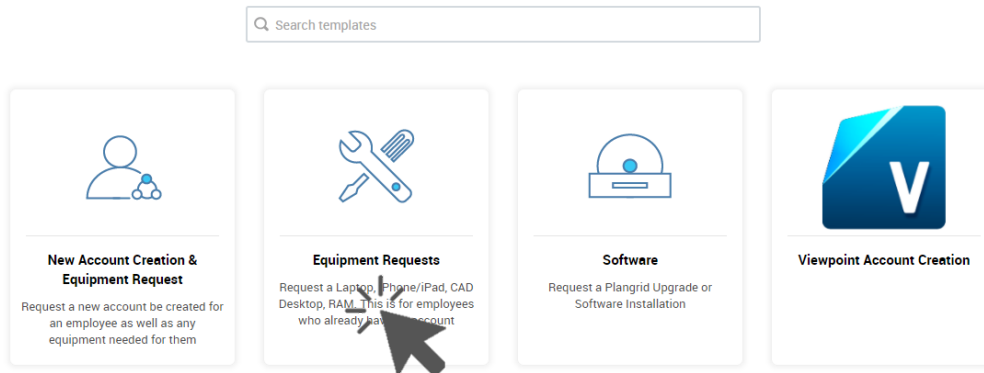 Search templates
New Account Creation &
Equipment Request
Request a new account be created for
an employee as well as any
equipment needed for them
Equipment Requests
Request a Laptop, iPhone/iPad, CAD
Desktop, RAM. This is for employees
who already have account
Software
Request a Plangrid Upgrade or
Software Installation
V
Viewpoint Account Creation